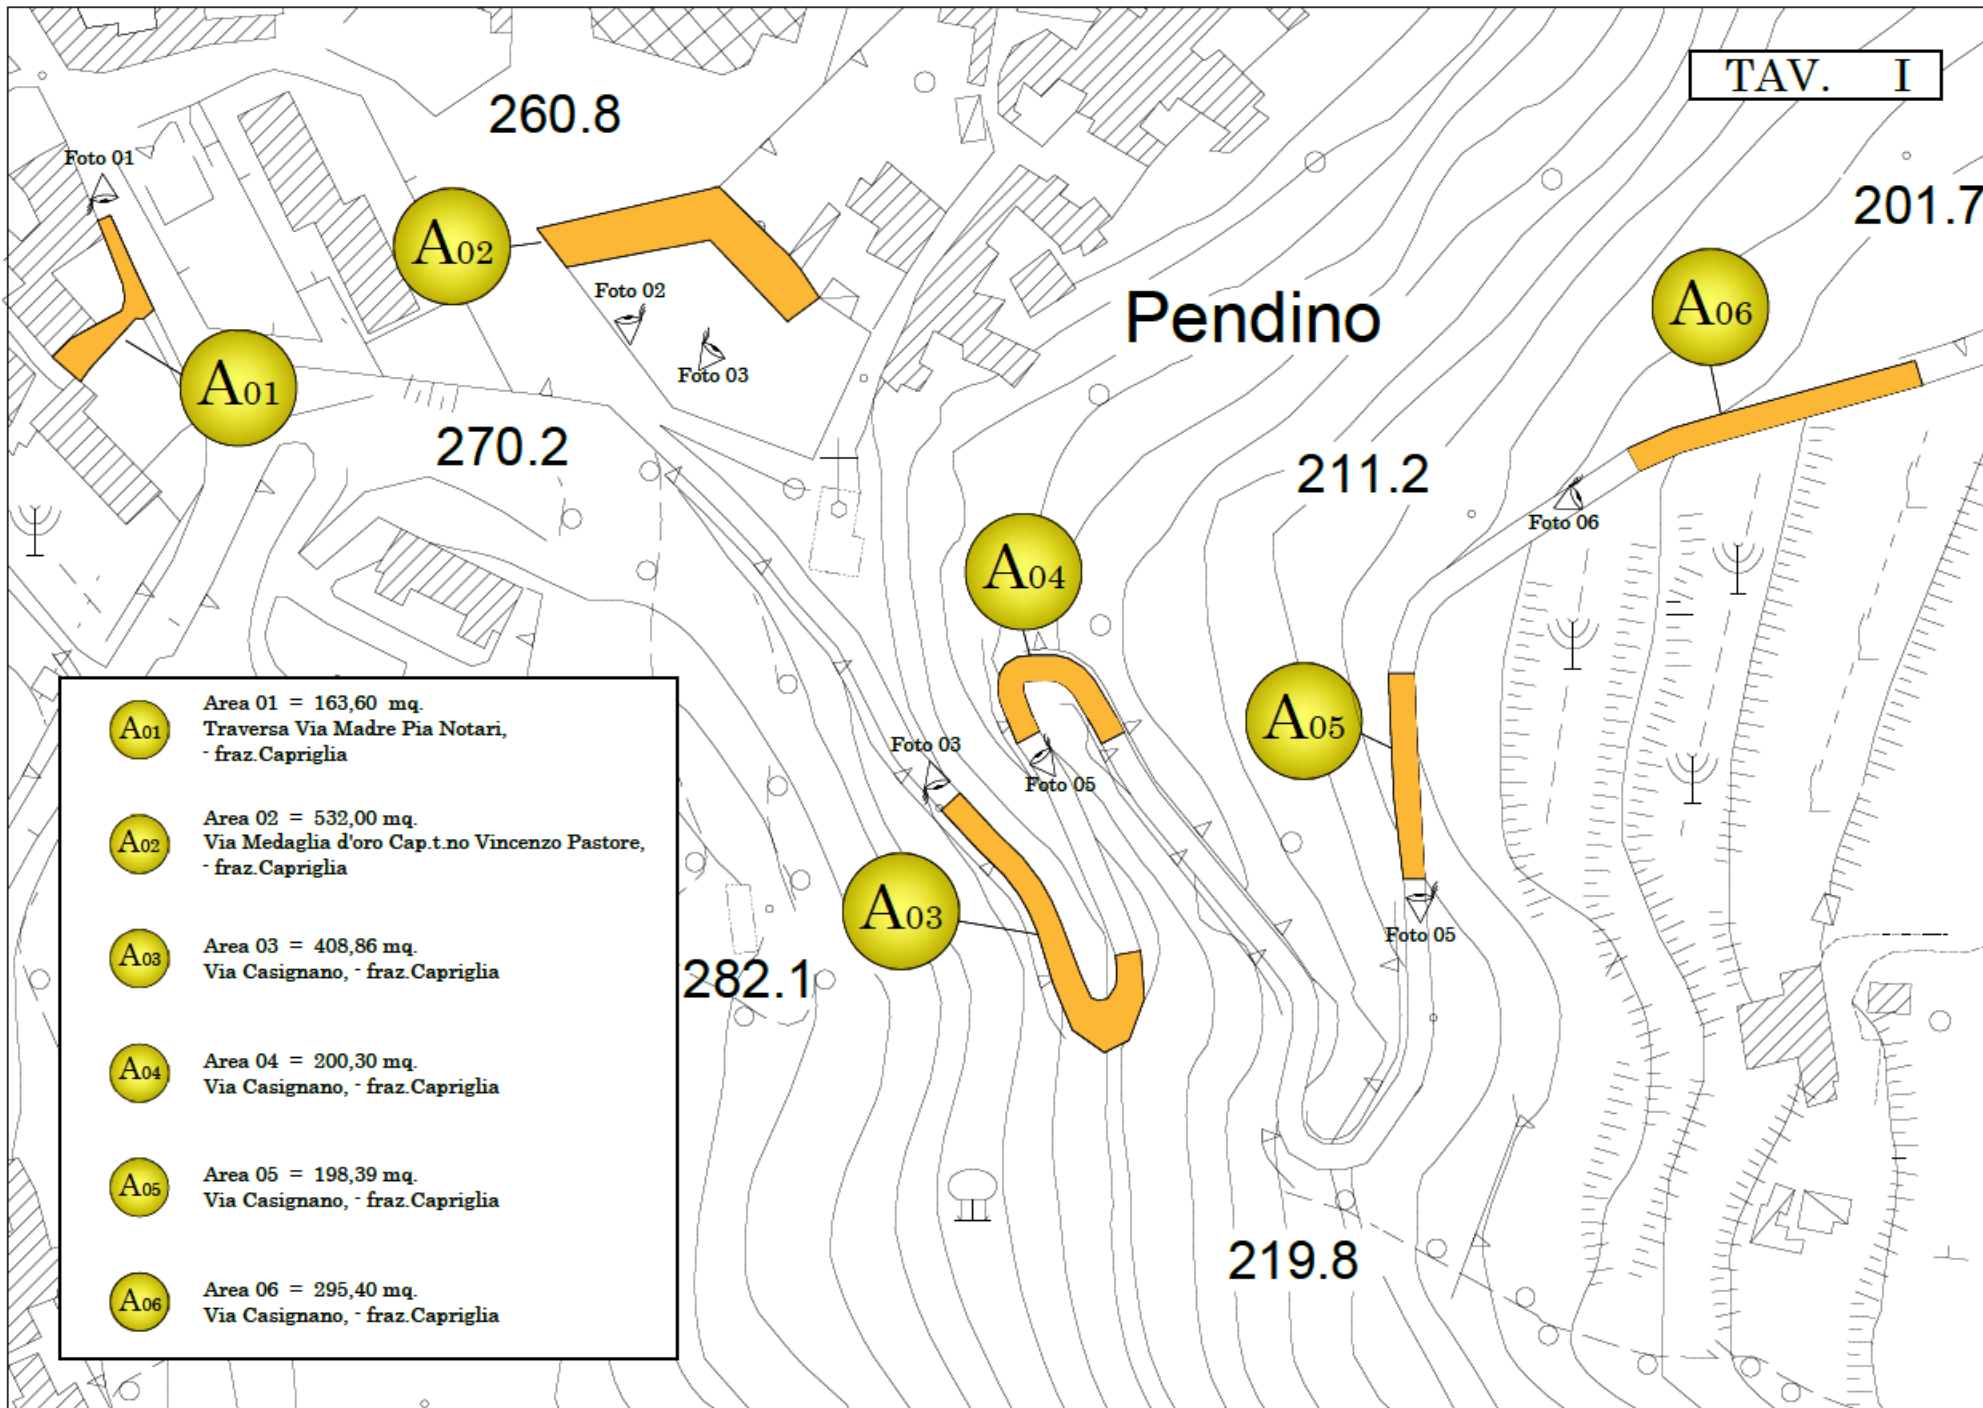 TAV. I
260.8
Foto 01
201.7
A02
A06
Foto 02
Pendino
Foto 03
A01
270.2
211.2
Foto 06
A04
A05
Foto 03
Foto 05
A03
Foto 05
282.1
219.8
A01
Area 01 = 163,60 mq.
Traversa Via Madre Pia Notari,
- fraz.Capriglia
A02
Area 02 = 532,00 mq.
Via Medaglia d'oro Cap.t.no Vincenzo Pastore,
- fraz.Capriglia
A03
Area 03 = 408,86 mq.
Via Casignano, - fraz.Capriglia
A04
Area 04 = 200,30 mq.
Via Casignano, - fraz.Capriglia
A05
Area 05 = 198,39 mq.
Via Casignano, - fraz.Capriglia
A06
Area 06 = 295,40 mq.
Via Casignano, - fraz.Capriglia